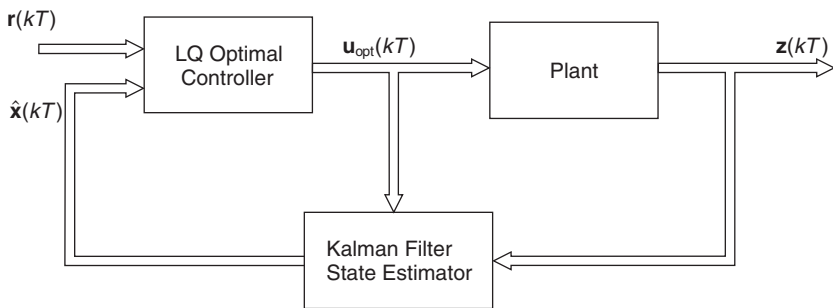 r(kT)
LQ Optimal
Controller
u_opt(kT)
Plant
z(kT)
x̂(kT)
Kalman Filter
State Estimator